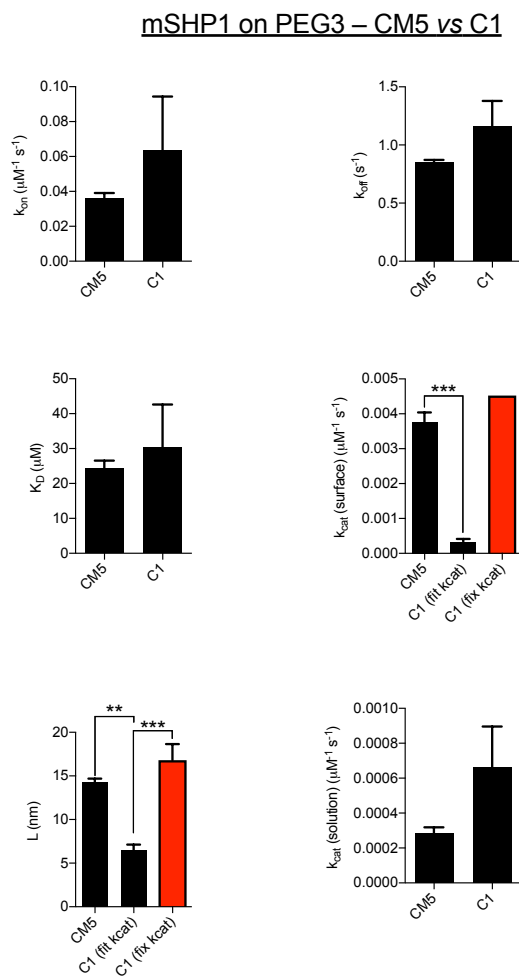 mSHP1 on PEG3 – CM5 vs C1
0.10
0.08
0.06
0.04
0.02
0.00
kon (μM-1 s-1)
CM5
C1
1.5
1.0
0.5
0.0
koff (s-1)
CM5
C1
50
40
30
20
10
0
KD (μM)
CM5
C1
0.005
0.004
0.003
0.002
0.001
0.000
kcat (surface) (μM-1 s-1)
***
CM5
C1 (fit kcat)
C1 (fix kcat)
20
15
10
5
0
L (nm)
**
***
CM5
C1 (fit kcat)
C1 (fix kcat)
0.0010
0.0008
0.0006
0.0004
0.0002
0.0000
kcat (solution) (μM-1 s-1)
CM5
C1